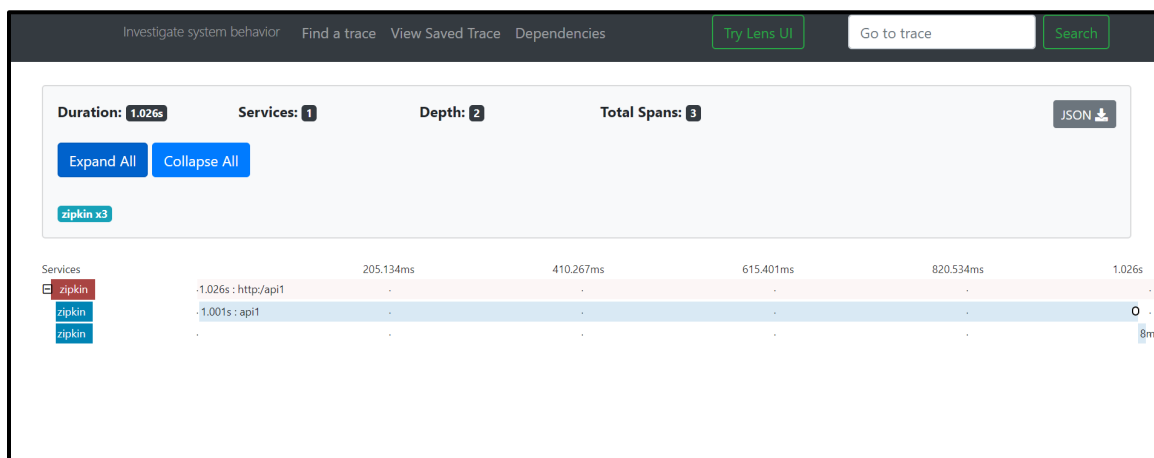 Investigate system behavior Find a trace View Saved Trace Dependencies Try Lens UI Go to trace Search
Duration: 1.026s Services: 1 Depth: 2 Total Spans: 3 JSON
Expand All Collapse All
zipkin x3
Services 205.134ms 410.267ms 615.401ms 820.534ms 1.026s
zipkin 1.026s : http:/api1
zipkin 1.001s : api1
zipkin 8m